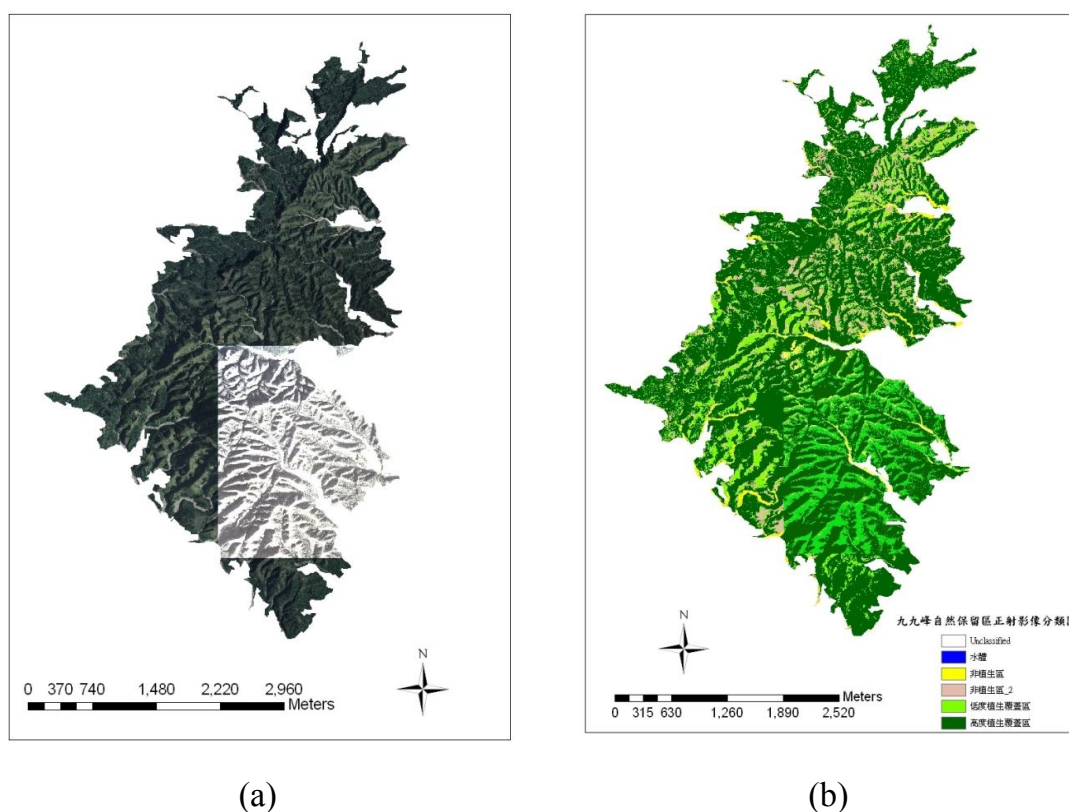 N
0 370 740 1,480 2,220 2,960
Meters
(a)
九九峰自然保留區正射影像分類
Unclassified
水體
非植生區
非植生區_2
低度植生覆蓋區
高度植生覆蓋區
N
Meters
0 315 630 1,260 1,890 2,520
(b)